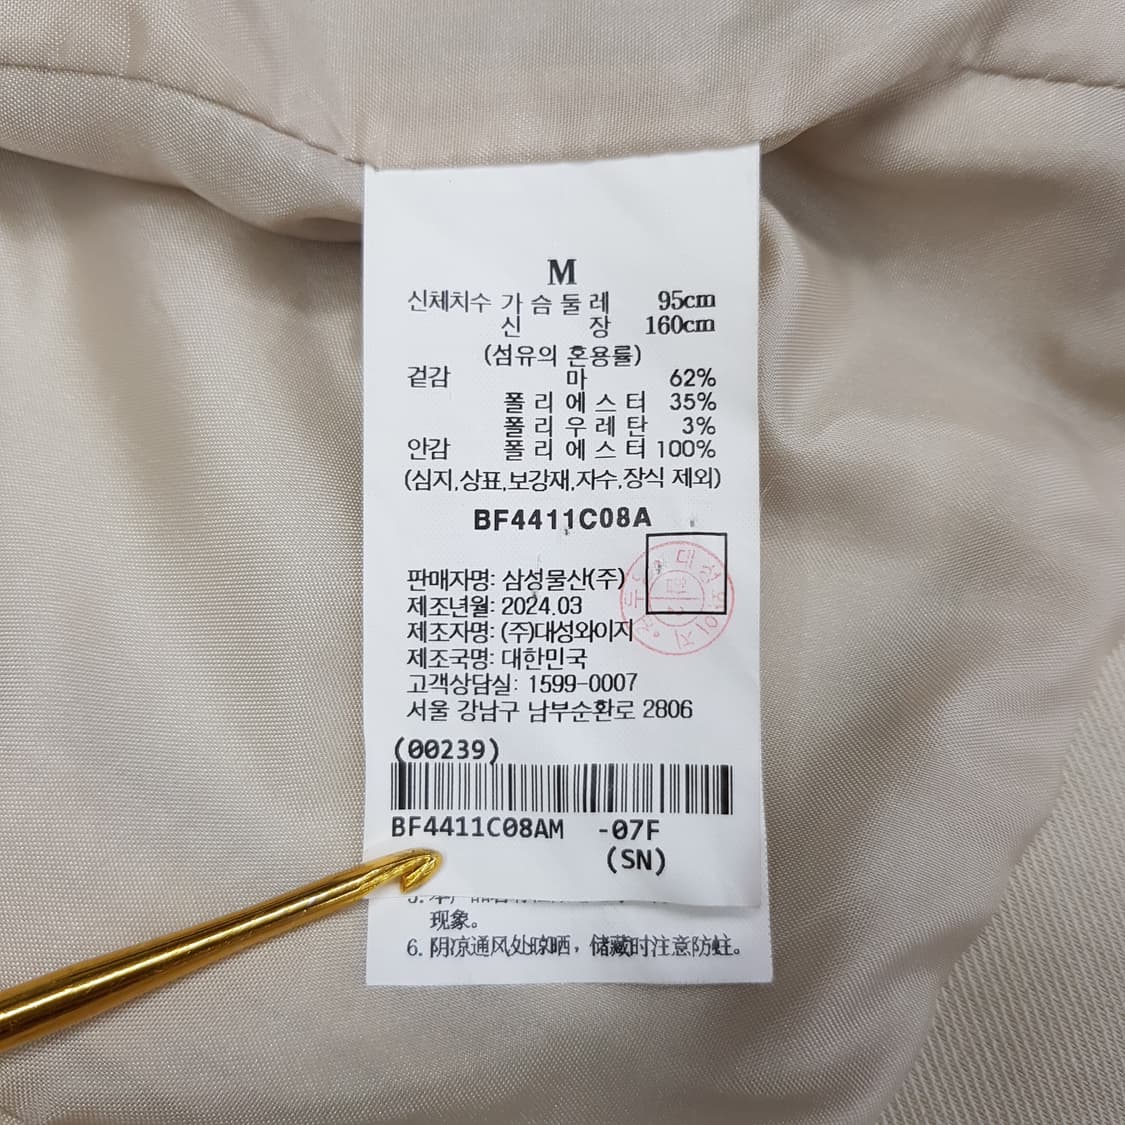 M
신체치수 가슴둘레 95cm
신 장 160cm
(섬유의 혼용률)
겉감 마 62%
폴리에스터 35%
폴리우레탄 3%
안감 폴리에스터 100%
(심지,상표,보강재,자수,장식 제외)
BF4411C08A
판매자명: 삼성물산(주)
제조년월: 2024.03
제조자명: (주)대성와이지
제조국명: 대한민국
고객상담실: 1599-0007
서울 강남구 남부순환로 2806
(00239)
BF4411C08AM -07F
(SN)
现象。
6. 阴凉通风处晾晒，储藏时注意防蛀。